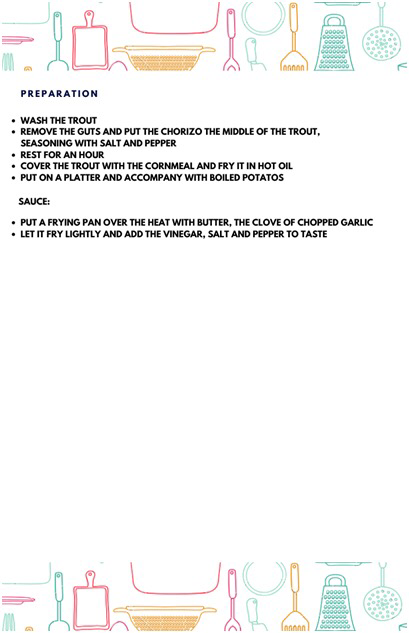 PREPARATION
• WASH THE TROUT
• REMOVE THE GUTS AND PUT THE CHORIZO THE MIDDLE OF THE TROUT,
SEASONING WITH SALT AND PEPPER
• REST FOR AN HOUR
• COVER THE TROUT WITH THE CORNMEAL AND FRY IT IN HOT OIL
• PUT ON A PLATTER AND ACCOMPANY WITH BOILED POTATOS
SAUCE:
• PUT A FRYING PAN OVER THE HEAT WITH BUTTER, THE CLOVE OF CHOPPED GARLIC
• LET IT FRY LIGHTLY AND ADD THE VINEGAR, SALT AND PEPPER TO TASTE